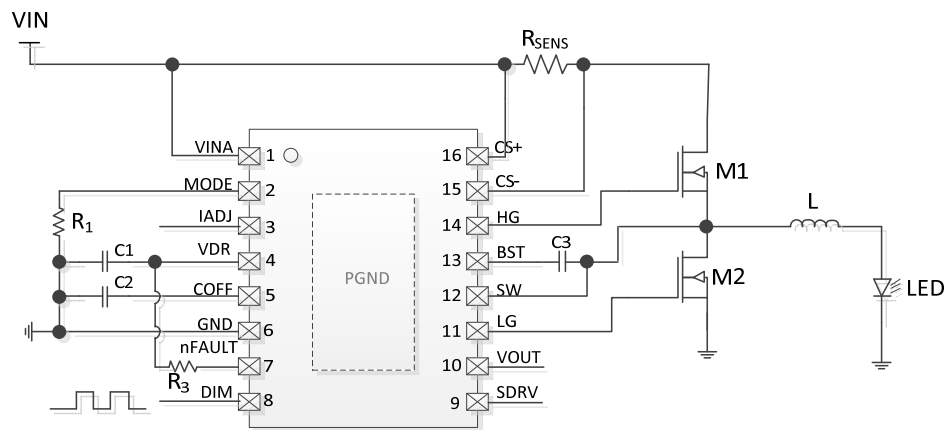 VIN
RSENS
VINA 1 16 CS+
MODE 2 15 CS-
IADJ 3 14 HG
VDR 4 13 BST
COFF 5 12 SW
GND 6 11 LG
nFAULT 7 10 VOUT
DIM 8 9 SDRV
PGND
R1
C1
C2
R3
C3
M1
M2
L
LED